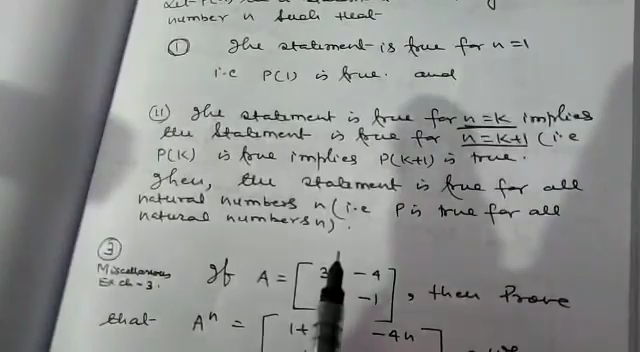 number n such that
① The statement is true for n=1
i.e P(1) is true. and
(ii) The statement is true for n=k implies
the statement is true for n=k+1 (i.e
P(k) is true implies P(k+1) is true.
Then, the statement is true for all
natural numbers n (i.e P is true for all
natural numbers n).
③
Miscellaneous
Ex ch-3.
If A = [ 3 -4
-1 ], then Prove
that A^n = [ 1+ -4n ]